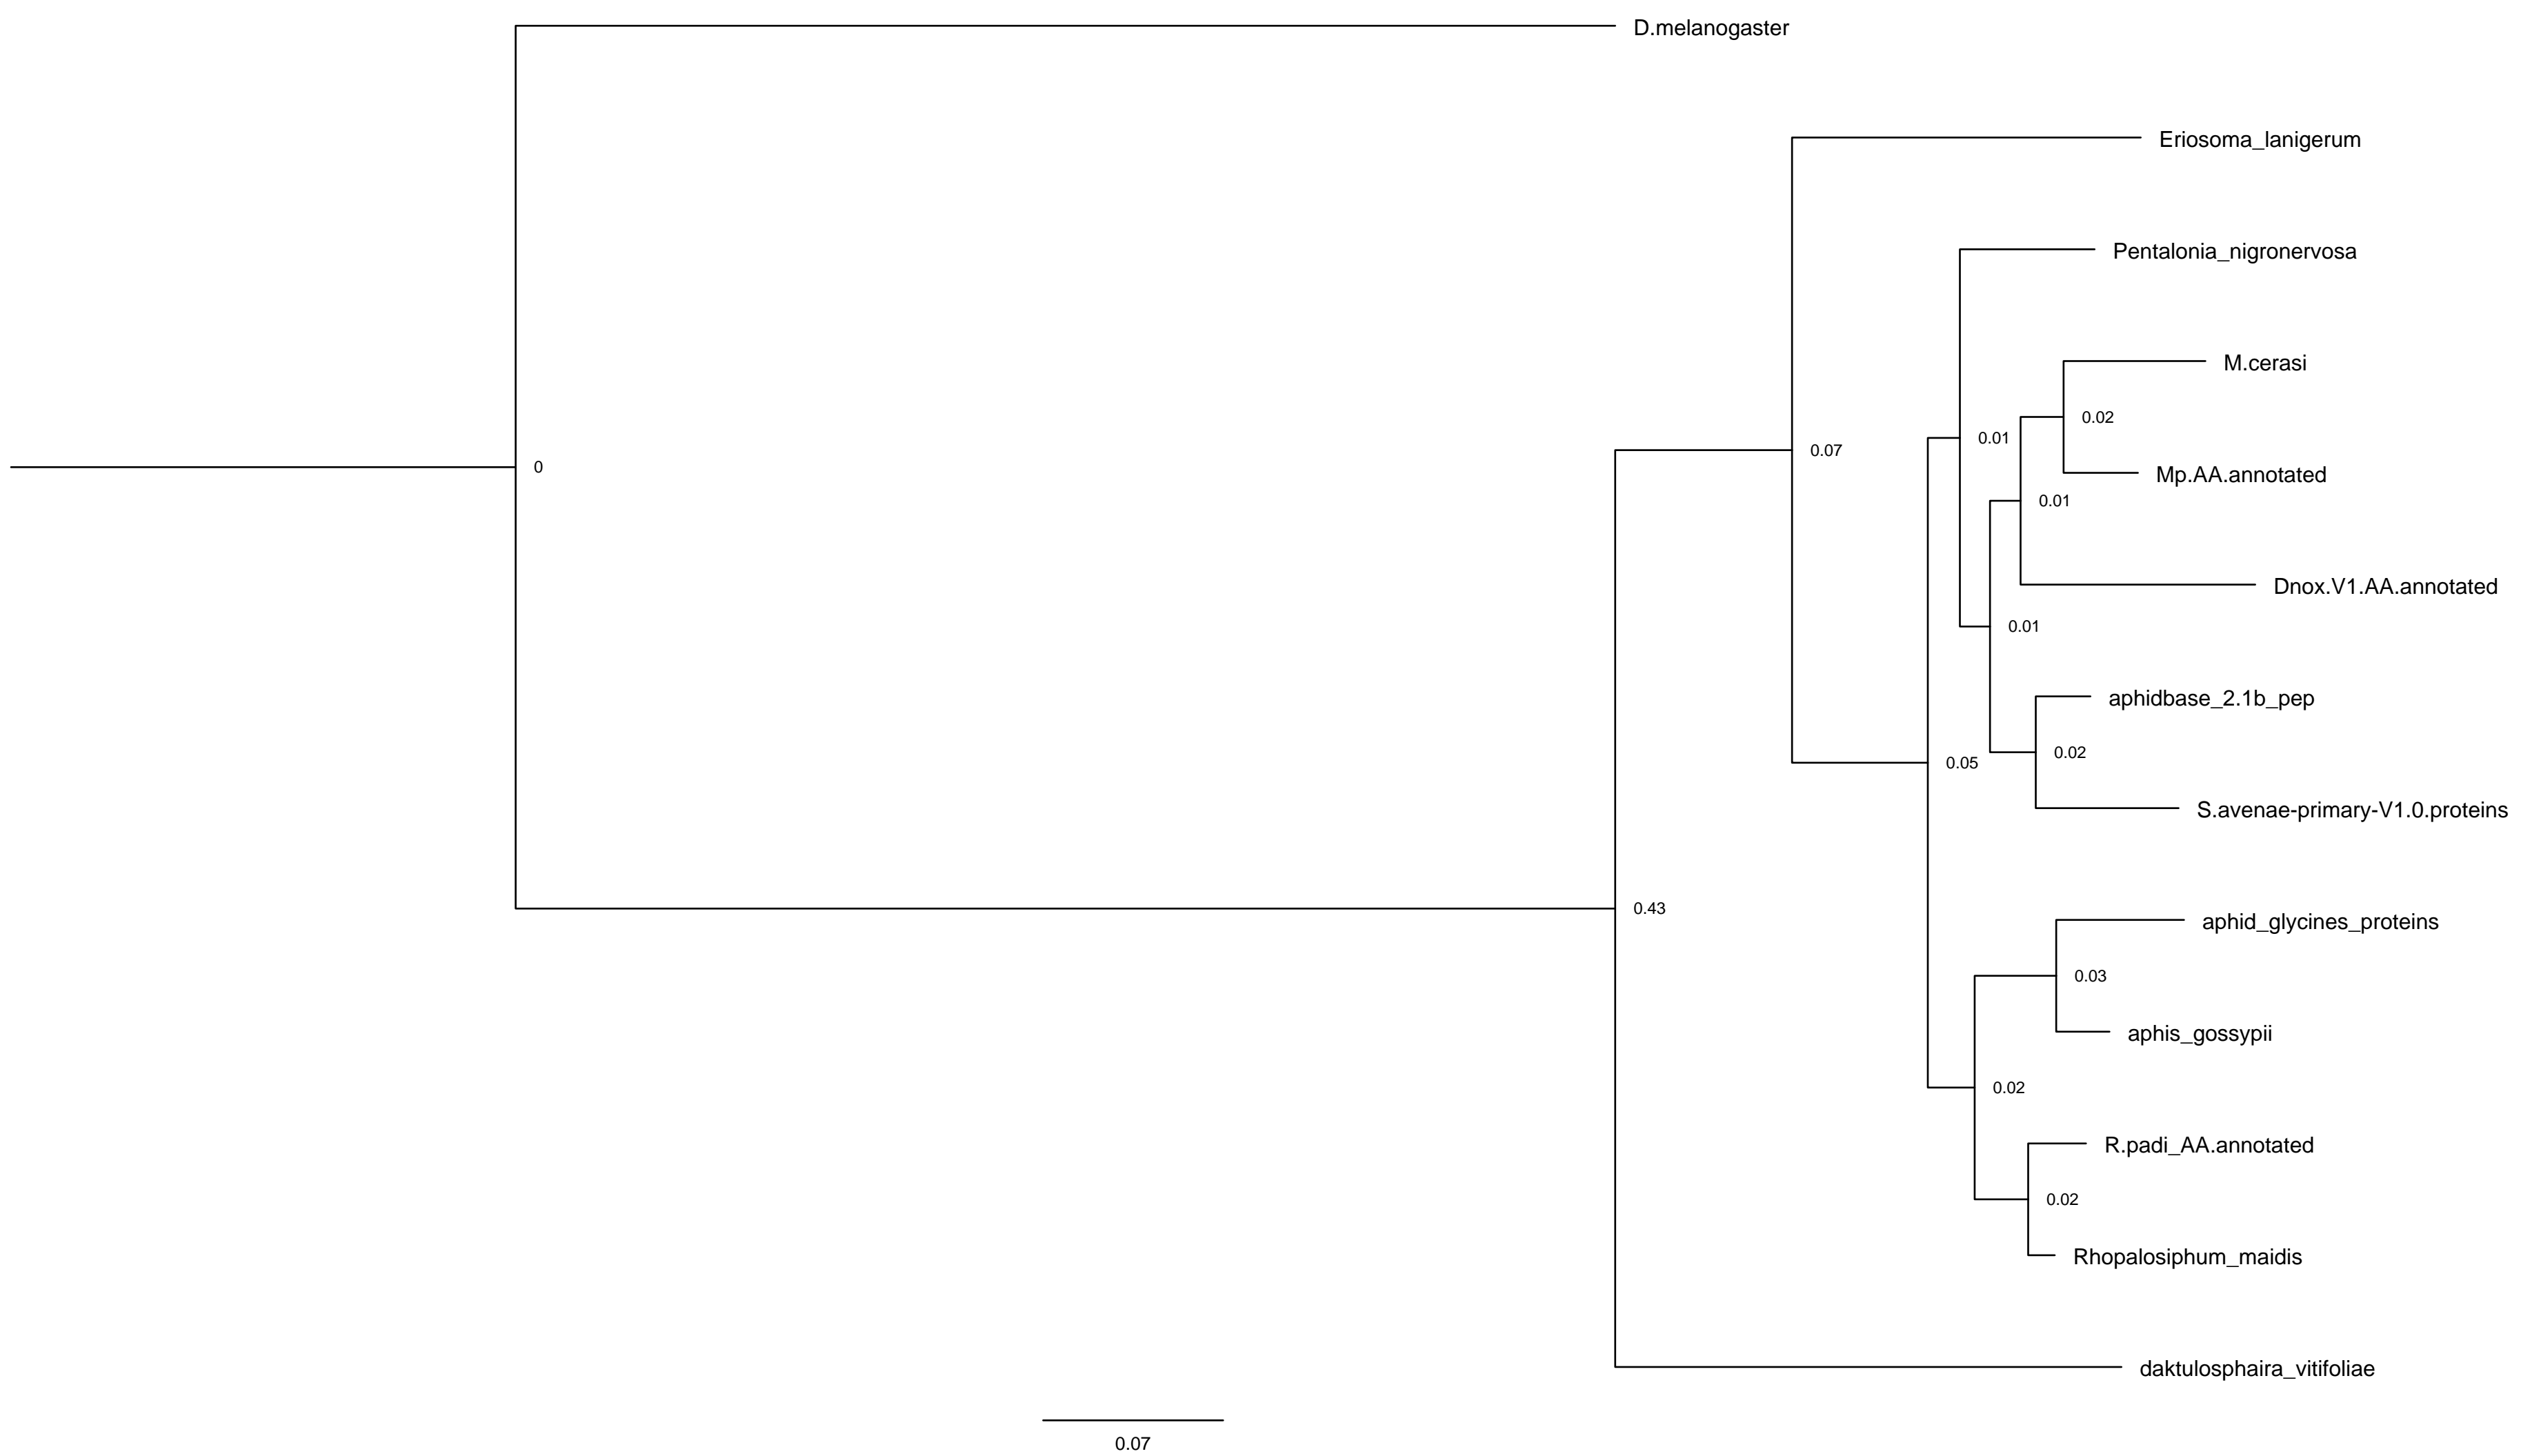 D.melanogaster
Eriosoma_lanigerum
Pentalonia_nigronervosa
M.cerasi
0.02
0.01
0.07
0
Mp.AA.annotated
0.01
Dnox.V1.AA.annotated
0.01
aphidbase_2.1b_pep
0.02
0.05
S.avenae-primary-V1.0.proteins
0.43
aphid_glycines_proteins
0.03
aphis_gossypii
0.02
R.padi_AA.annotated
0.02
Rhopalosiphum_maidis
daktulosphaira_vitifoliae
0.07